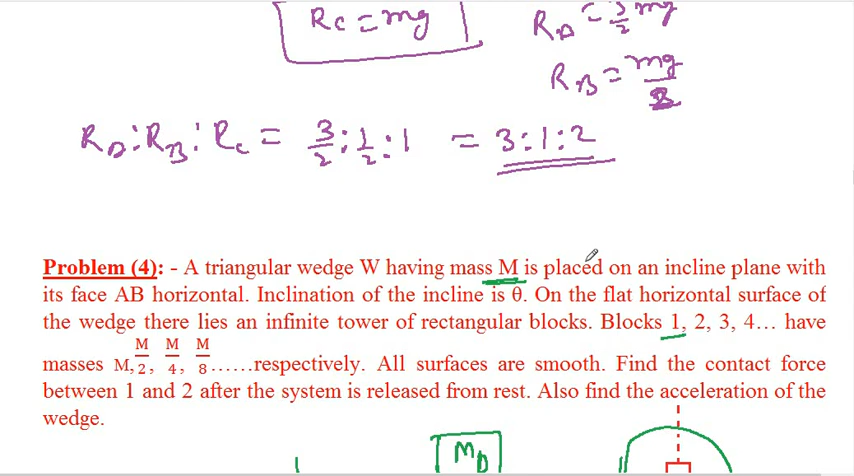 RC = mg
RA = 3/2 mg
RB = mg/2
RA : RB : RC = 3/2 : 1/2 : 1 = 3 : 1 : 2
Problem (4): - A triangular wedge W having mass M is placed on an incline plane with
its face AB horizontal. Inclination of the incline is θ. On the flat horizontal surface of
the wedge there lies an infinite tower of rectangular blocks. Blocks 1, 2, 3, 4… have
masses M, M/2, M/4, M/8……respectively. All surfaces are smooth. Find the contact force
between 1 and 2 after the system is released from rest. Also find the acceleration of the
wedge.